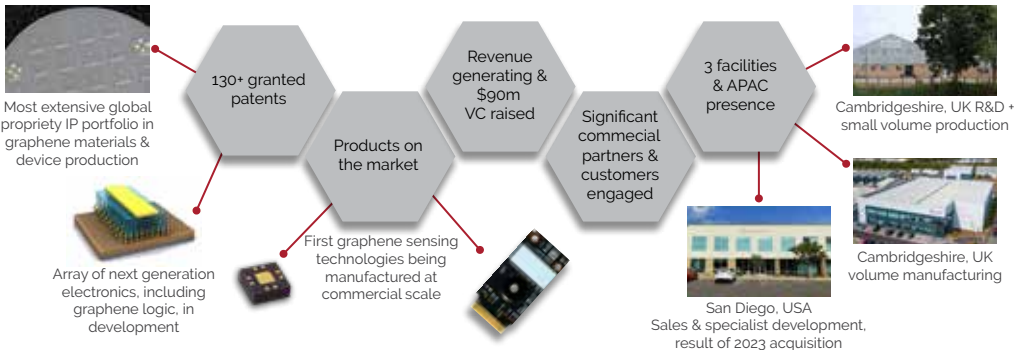 130+ granted
patents
Most extensive global
propriety IP portfolio in
graphene materials &
device production
Array of next generation
electronics, including
graphene logic, in
development
Products on
the market
First graphene sensing
technologies being
manufactured at
commercial scale
Revenue
generating &
$90m
VC raised
Significant
commecial
partners &
customers
engaged
3 facilities
& APAC
presence
Cambridgeshire, UK R&D +
small volume production
Cambridgeshire, UK
volume manufacturing
San Diego, USA
Sales & specialist development,
result of 2023 acquisition